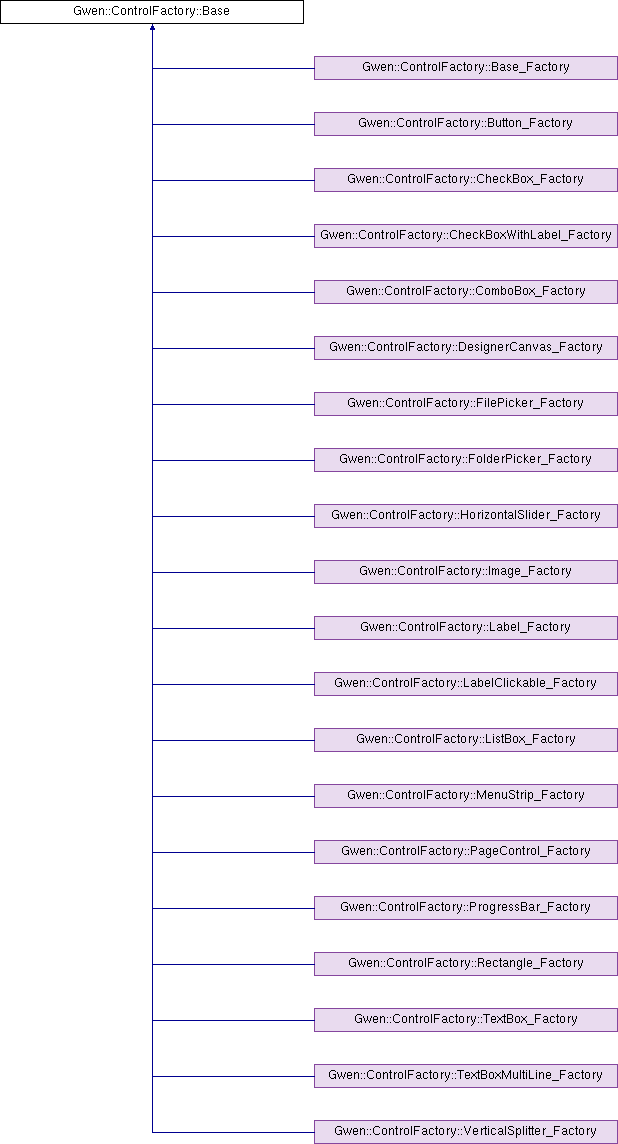 Gwen::ControlFactory::Base
Gwen::ControlFactory::Base_Factory
Gwen::ControlFactory::Button_Factory
Gwen::ControlFactory::CheckBox_Factory
Gwen::ControlFactory::CheckBoxWithLabel_Factory
Gwen::ControlFactory::ComboBox_Factory
Gwen::ControlFactory::DesignerCanvas_Factory
Gwen::ControlFactory::FilePicker_Factory
Gwen::ControlFactory::FolderPicker_Factory
Gwen::ControlFactory::HorizontalSlider_Factory
Gwen::ControlFactory::Image_Factory
Gwen::ControlFactory::Label_Factory
Gwen::ControlFactory::LabelClickable_Factory
Gwen::ControlFactory::ListBox_Factory
Gwen::ControlFactory::MenuStrip_Factory
Gwen::ControlFactory::PageControl_Factory
Gwen::ControlFactory::ProgressBar_Factory
Gwen::ControlFactory::Rectangle_Factory
Gwen::ControlFactory::TextBox_Factory
Gwen::ControlFactory::TextBoxMultiLine_Factory
Gwen::ControlFactory::VerticalSplitter_Factory